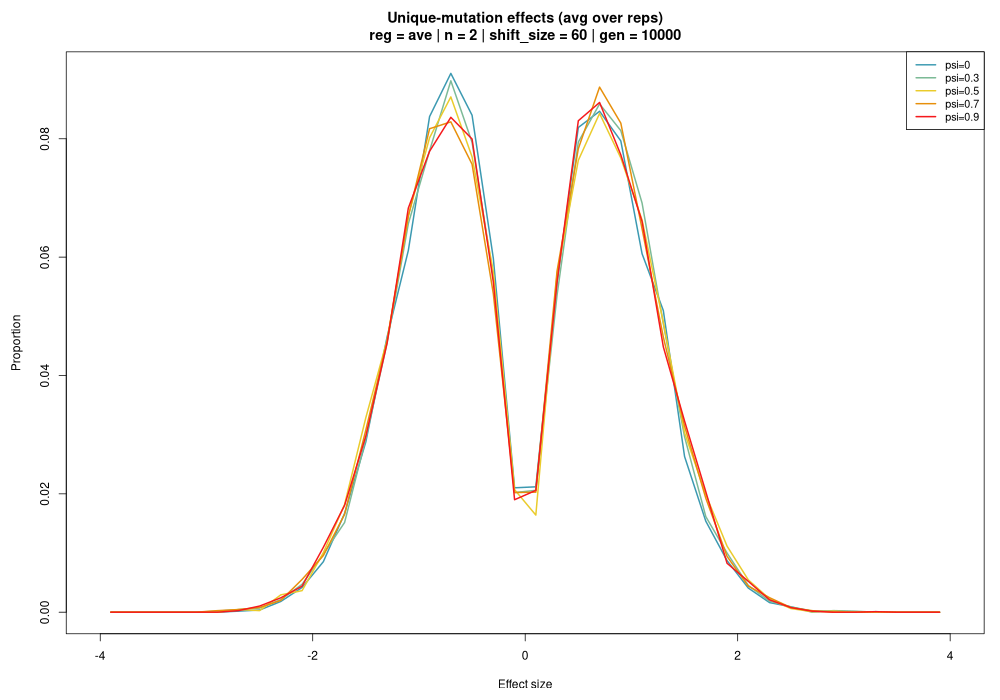 Unique-mutation effects (avg over reps)
reg = ave | n = 2 | shift_size = 60 | gen = 10000
psi=0
psi=0.3
psi=0.5
psi=0.7
psi=0.9
Proportion
0.08
0.06
0.04
0.02
0.00
-4
-2
0
2
4
Effect size